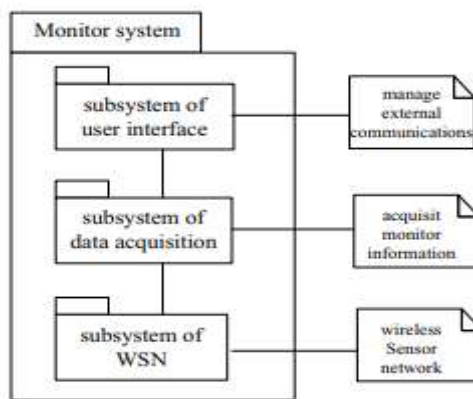 Monitor system
subsystem of
user interface
manage
external
communications
subsystem of
data acquisition
acquisit
monitor
information
subsystem of
WSN
wireless
Sensor
network